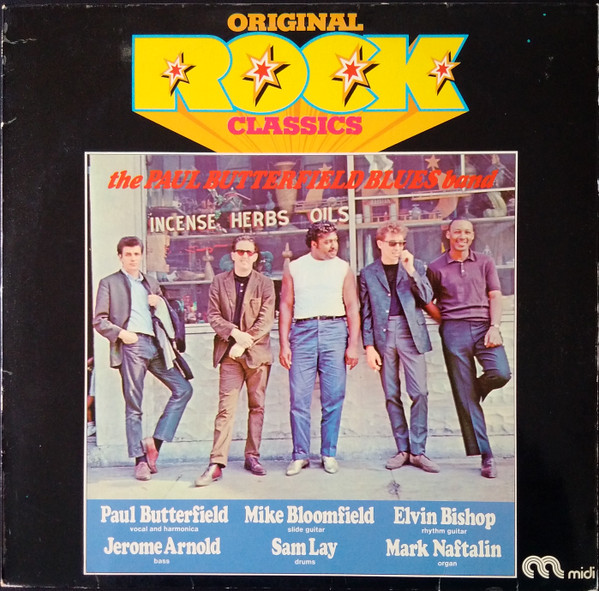 ORIGINAL
ROCK
CLASSICS
the PAUL BUTTERFIELD BLUES band
INCENSE HERBS OILS
Paul Butterfield
vocal and harmonica
Mike Bloomfield
slide guitar
Elvin Bishop
rhythm guitar
Jerome Arnold
bass
Sam Lay
drums
Mark Naftalin
organ
midi